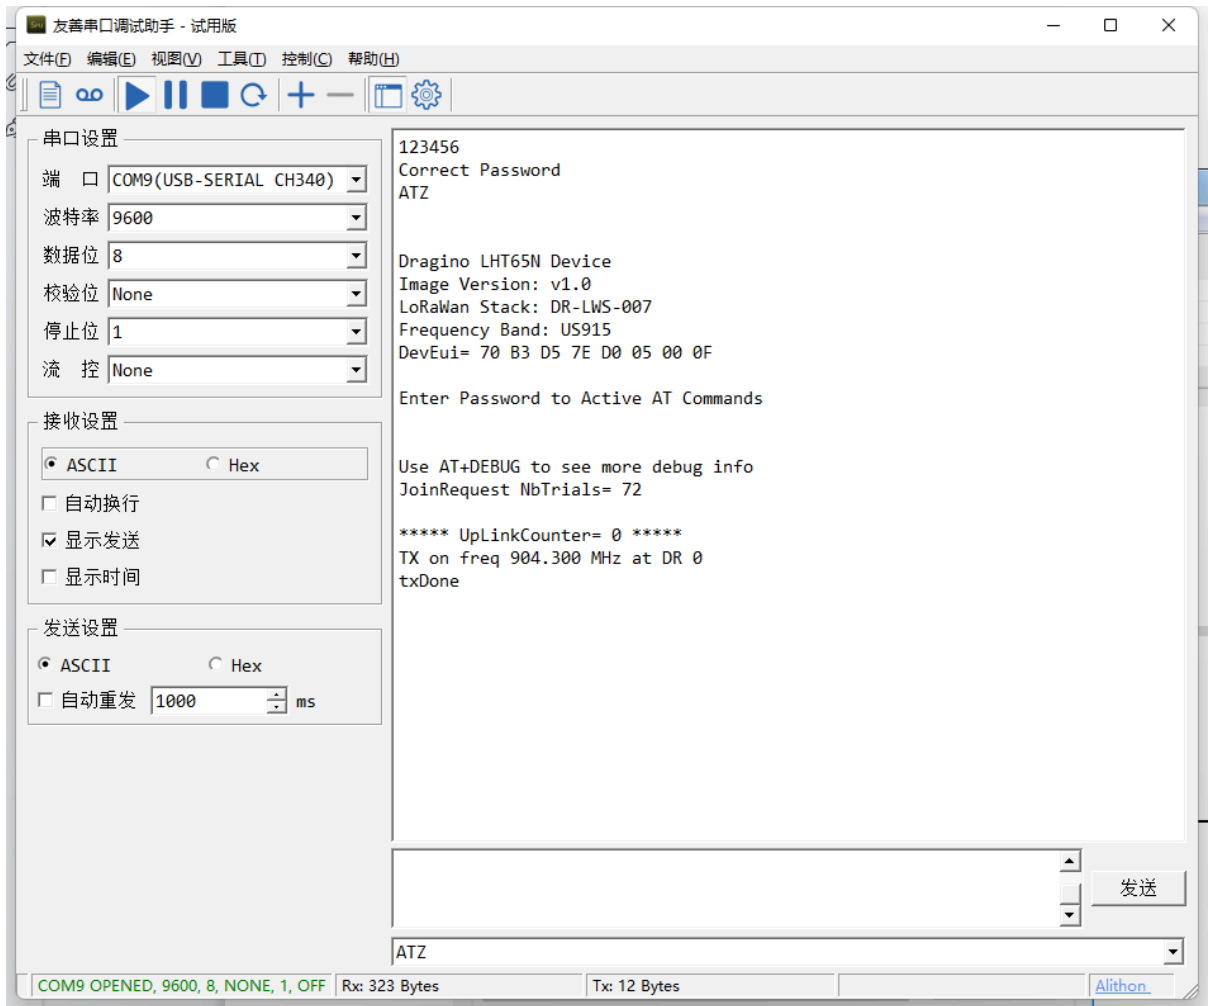 友善串口调试助手 - 试用版
文件(F) 编辑(E) 视图(V) 工具(T) 控制(C) 帮助(H)
串口设置
端 口 COM9(USB-SERIAL CH340)
波特率 9600
数据位 8
校验位 None
停止位 1
流 控 None
接收设置
ASCII Hex
自动换行
显示发送
显示时间
发送设置
ASCII Hex
自动重发 1000 ms
123456
Correct Password
ATZ
Dragino LHT65N Device
Image Version: v1.0
LoRaWan Stack: DR-LWS-007
Frequency Band: US915
DevEui= 70 B3 D5 7E D0 05 00 0F
Enter Password to Active AT Commands
Use AT+DEBUG to see more debug info
JoinRequest NbTrials= 72
***** UpLinkCounter= 0 *****
TX on freq 904.300 MHz at DR 0
txDone
发送
ATZ
COM9 OPENED, 9600, 8, NONE, 1, OFF Rx: 323 Bytes Tx: 12 Bytes Alithon